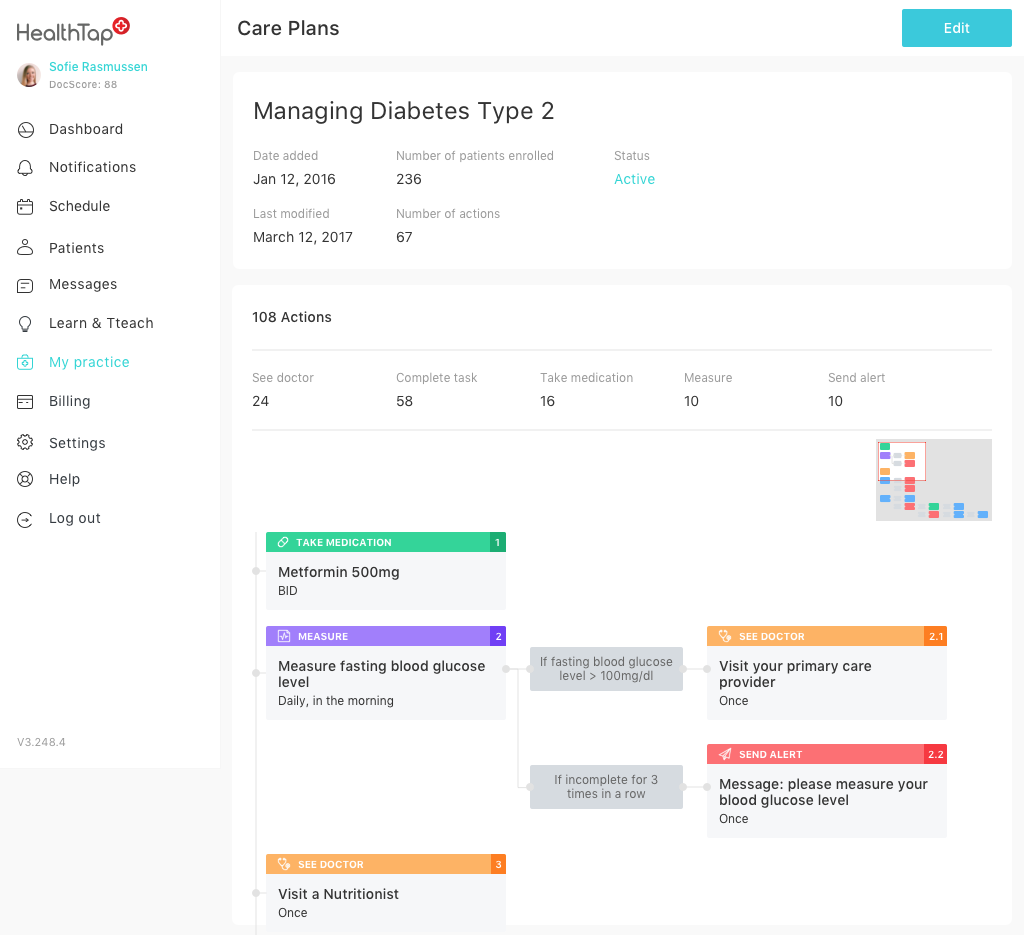 HealthTap
Sofie Rasmussen
DocScore: 88
Dashboard
Notifications
Schedule
Patients
Messages
Learn & Tteach
My practice
Billing
Settings
Help
Log out
V3.248.4
Care Plans
Edit
Managing Diabetes Type 2
Date added
Number of patients enrolled
Status
Jan 12, 2016
236
Active
Last modified
Number of actions
March 12, 2017
67
108 Actions
See doctor
Complete task
Take medication
Measure
Send alert
24
58
16
10
10
TAKE MEDICATION
1
Metformin 500mg
BID
MEASURE
2
Measure fasting blood glucose
level
Daily, in the morning
If fasting blood glucose
level > 100mg/dl
SEE DOCTOR
2.1
Visit your primary care
provider
Once
If incomplete for 3
times in a row
SEND ALERT
2.2
Message: please measure your
blood glucose level
Once
SEE DOCTOR
3
Visit a Nutritionist
Once